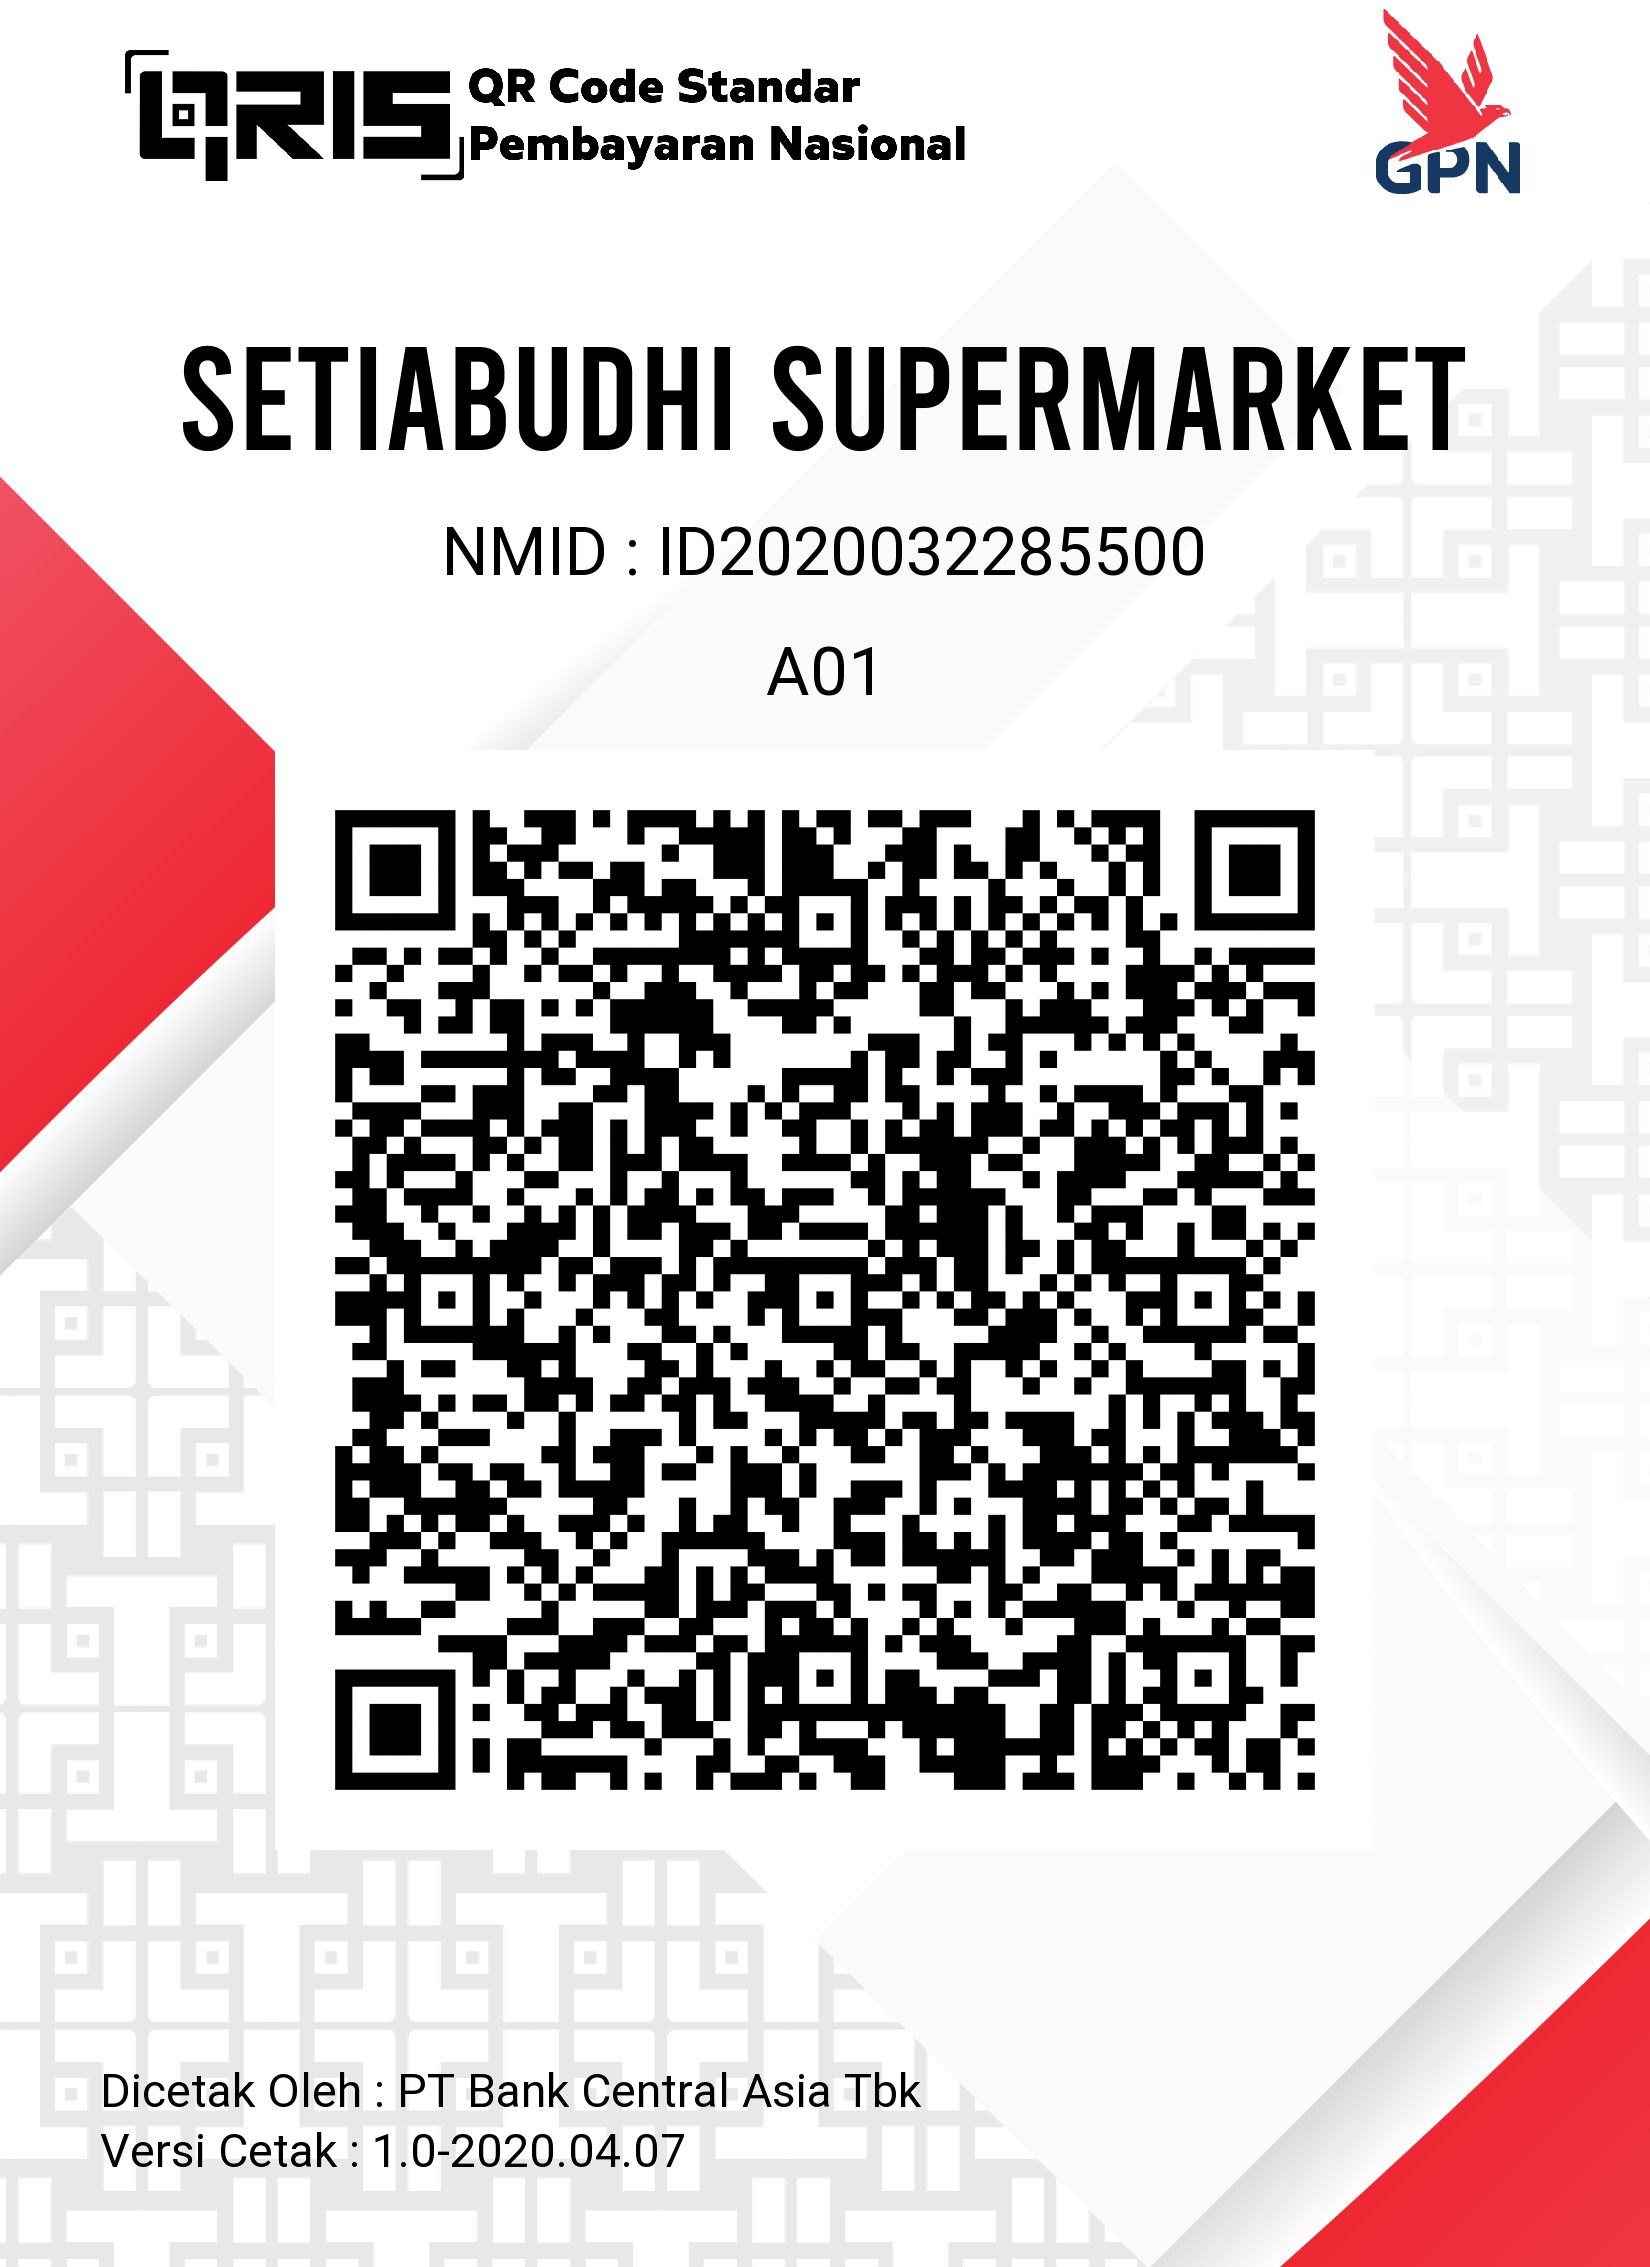 QRIS
QR Code Standar
Pembayaran Nasional
GPN
SETIABUDHI SUPERMARKET
NMID : ID2020032285500
A01
Dicetak Oleh : PT Bank Central Asia Tbk
Versi Cetak : 1.0-2020.04.07